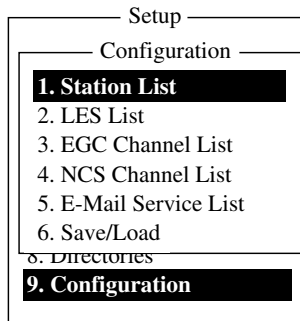 Setup
Configuration
1. Station List
2. LES List
3. EGC Channel List
4. NCS Channel List
5. E-Mail Service List
6. Save/Load
8. Directories
9. Configuration